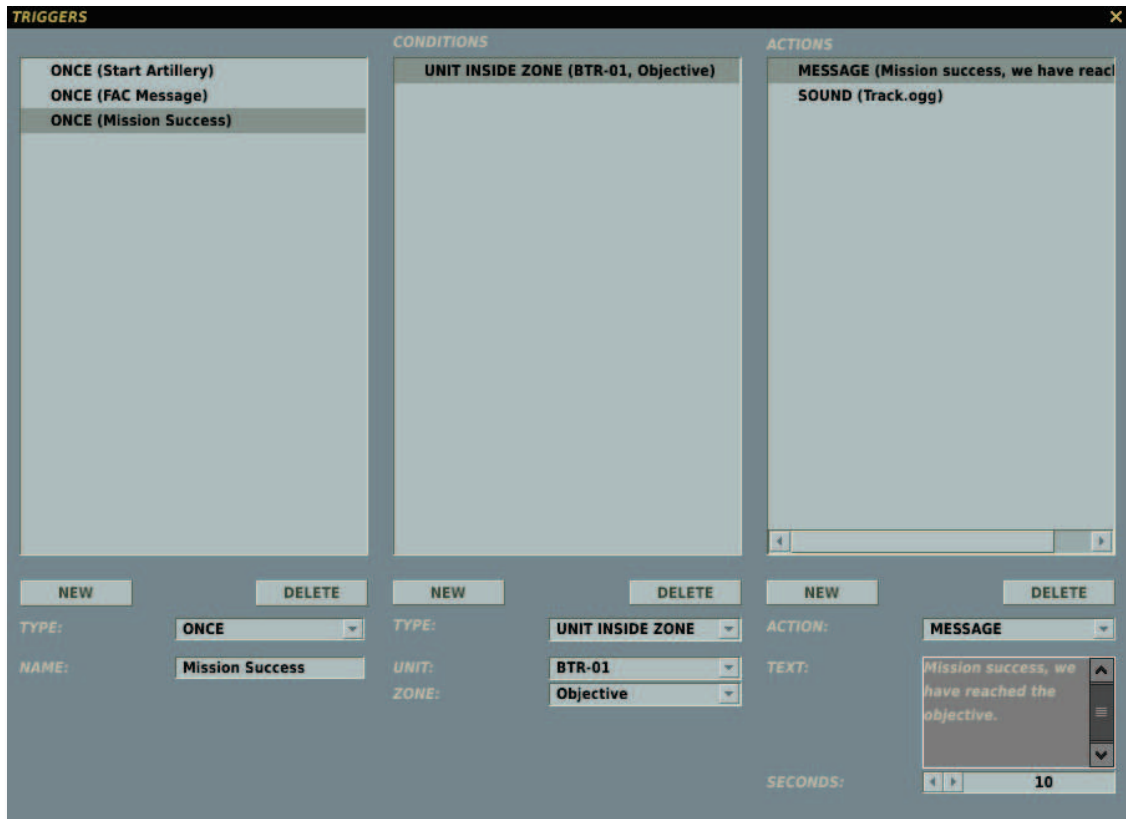 TRIGGERS
CONDITIONS
ACTIONS
ONCE (Start Artillery)
ONCE (FAC Message)
ONCE (Mission Success)
UNIT INSIDE ZONE (BTR-01, Objective)
MESSAGE (Mission success, we have reacl
SOUND (Track.ogg)
NEW DELETE
TYPE: ONCE
NAME: Mission Success
NEW DELETE
TYPE: UNIT INSIDE ZONE
UNIT: BTR-01
ZONE: Objective
NEW DELETE
ACTION: MESSAGE
TEXT: Mission success, we
have reached the
objective.
SECONDS: 10